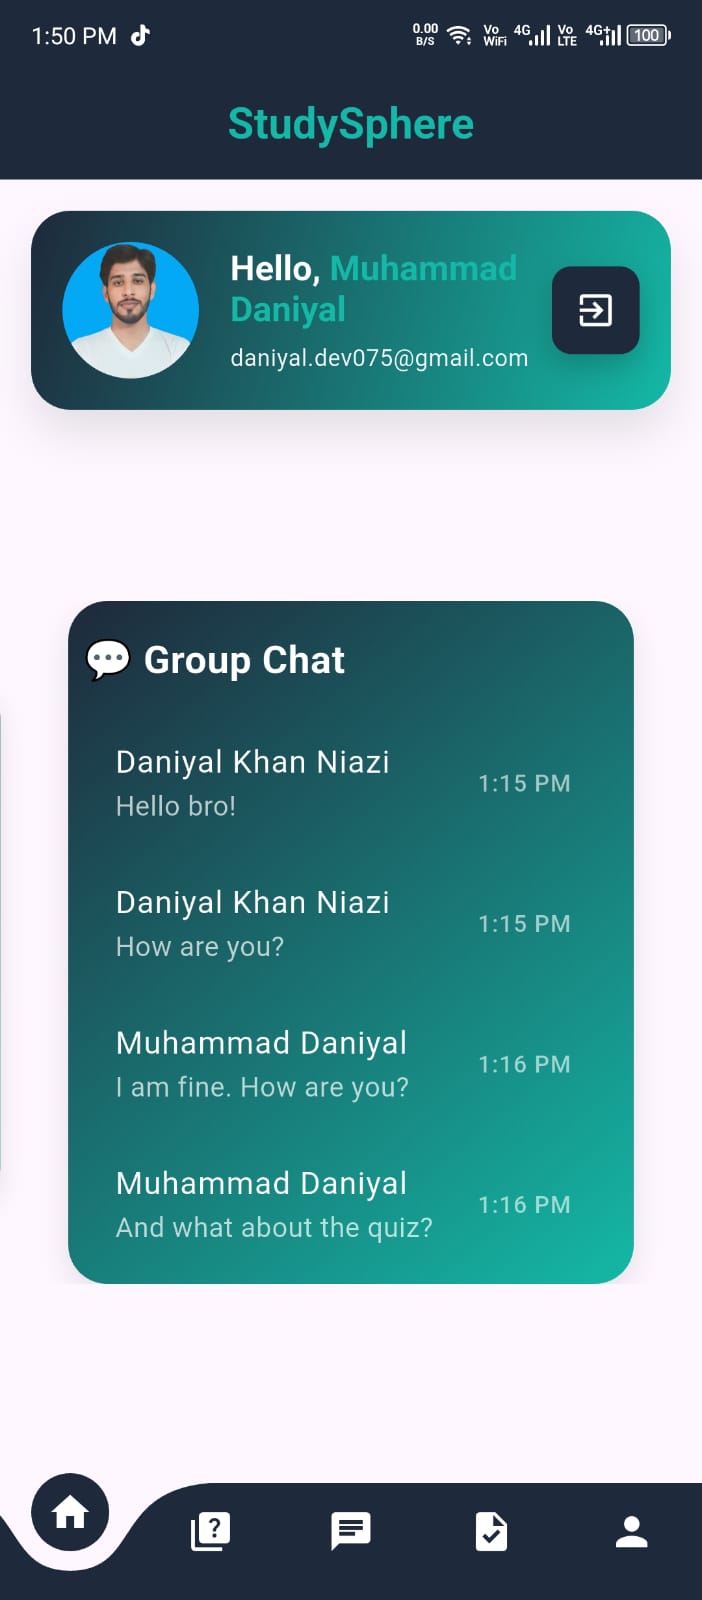 1:50 PM 0.00 B/S Vo WiFi 4G Vo LTE 4G+ 100
StudySphere
Hello, Muhammad
Daniyal
daniyal.dev075@gmail.com
💬 Group Chat
Daniyal Khan Niazi
Hello bro!
1:15 PM
Daniyal Khan Niazi
How are you?
1:15 PM
Muhammad Daniyal
I am fine. How are you?
1:16 PM
Muhammad Daniyal
And what about the quiz?
1:16 PM